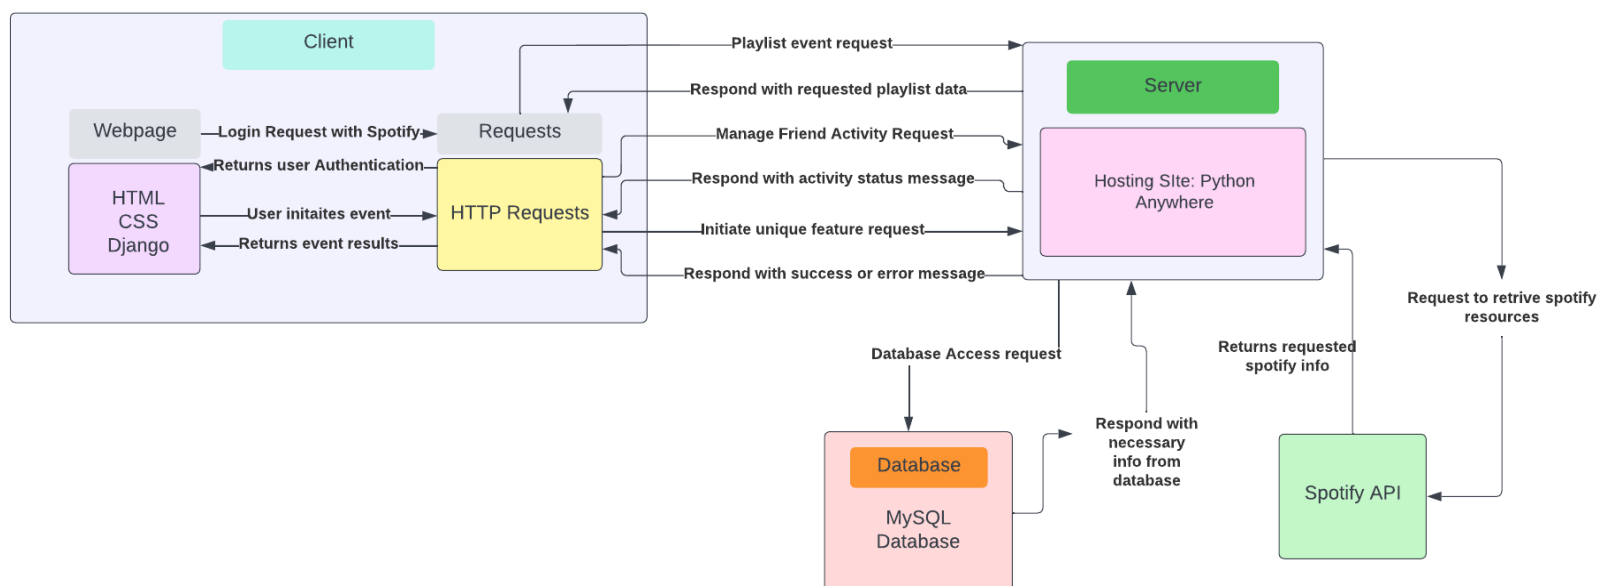 Client
Playlist event request
Server
Respond with requested playlist data
Webpage
Login Request with Spotify
Requests
Manage Friend Activity Request
Returns user Authentication
Respond with activity status message
HTML
CSS
Django
User initaites event
HTTP Requests
Hosting SIte: Python
Anywhere
Initiate unique feature request
Returns event results
Respond with success or error message
Request to retrive spotify
resources
Database Access request
Returns requested
spotify info
Respond with
necessary
info from
database
Database
MySQL
Database
Spotify API